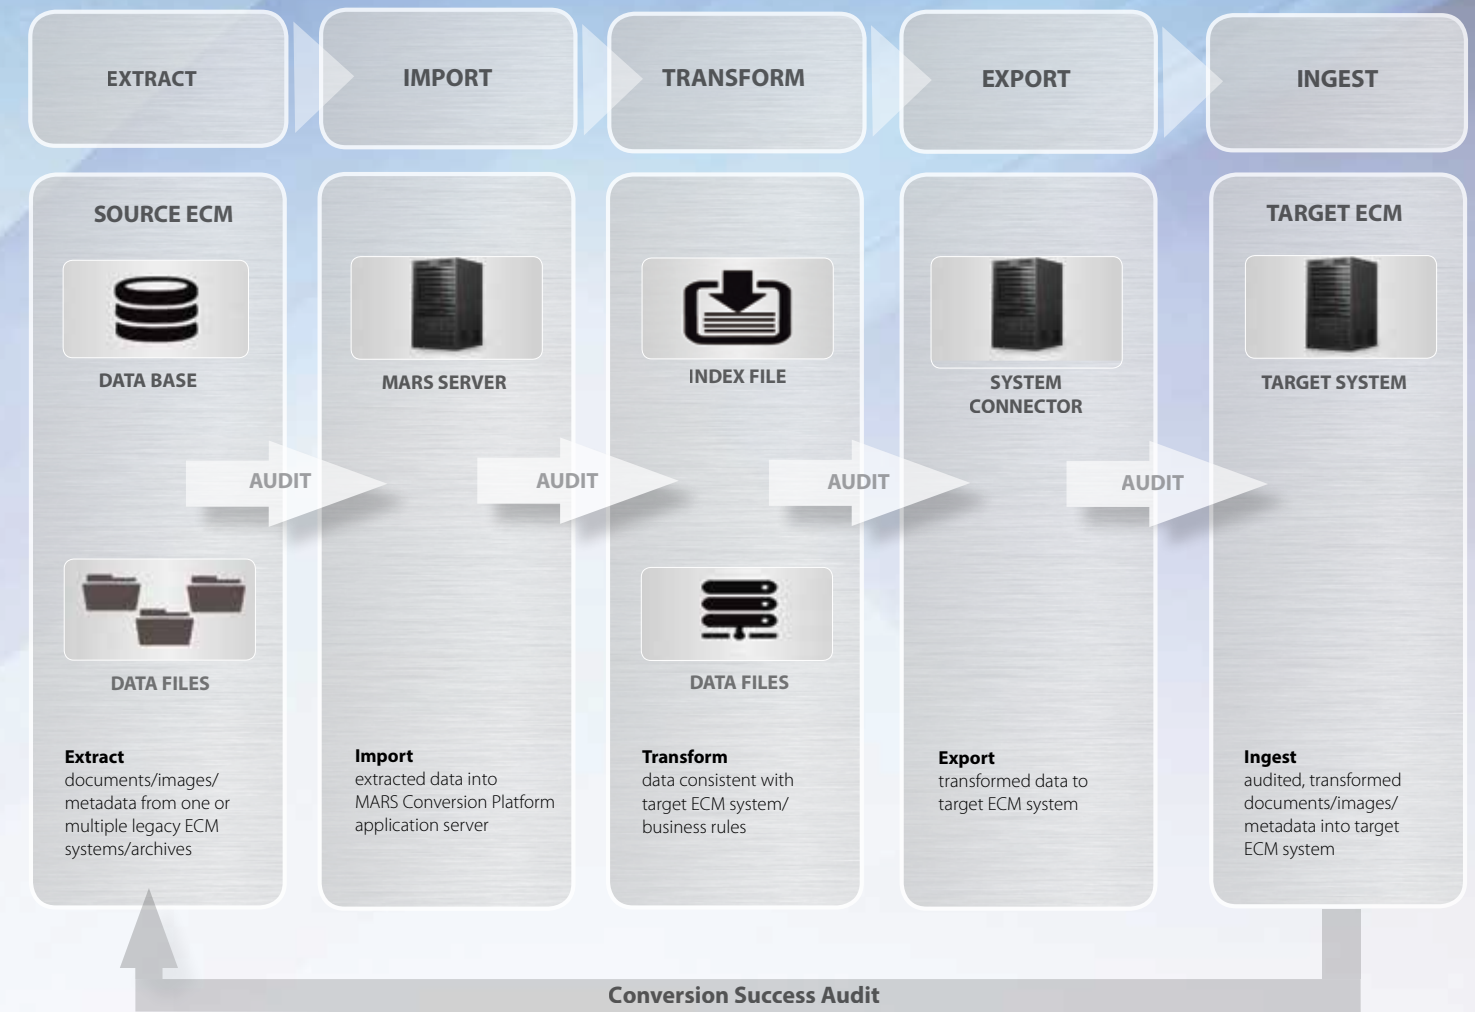 EXTRACT
IMPORT
TRANSFORM
EXPORT
INGEST
SOURCE ECM
DATA BASE
DATA FILES
Extract
documents/images/
metadata from one or
multiple legacy ECM
systems/archives
AUDIT
MARS SERVER
Import
extracted data into
MARS Conversion Platform
application server
AUDIT
INDEX FILE
DATA FILES
Transform
data consistent with
target ECM system/
business rules
AUDIT
SYSTEM
CONNECTOR
Export
transformed data to
target ECM system
AUDIT
TARGET ECM
TARGET SYSTEM
Ingest
audited, transformed
documents/images/
metadata into target
ECM system
Conversion Success Audit